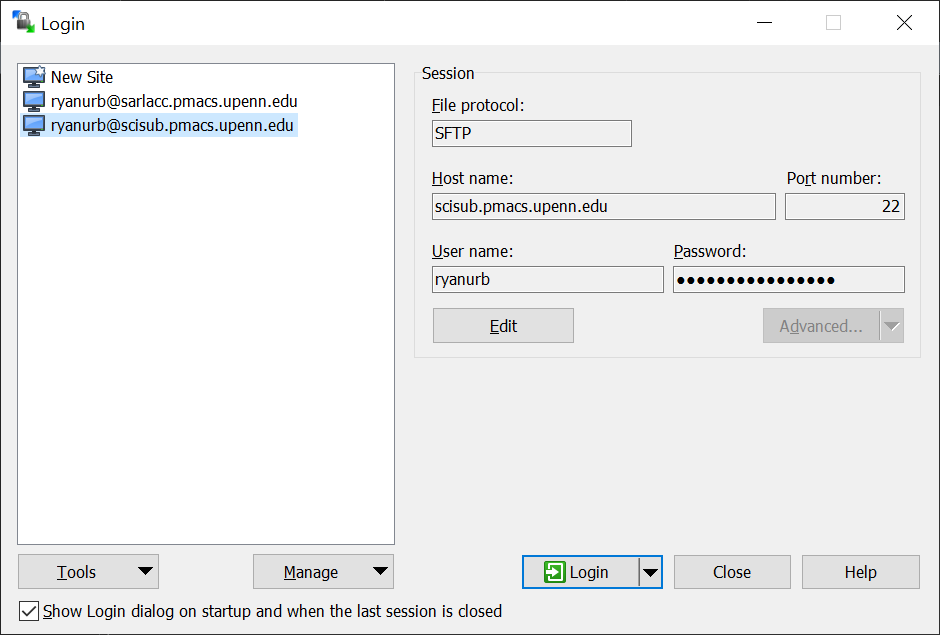 Login
New Site
ryanurb@sarlacc.pmacs.upenn.edu
ryanurb@scisub.pmacs.upenn.edu
Session
File protocol:
SFTP
Host name: Port number:
scisub.pmacs.upenn.edu 22
User name: Password:
ryanurb ●●●●●●●●●●●●●●●●
Edit Advanced...
Tools Manage Login Close Help
Show Login dialog on startup and when the last session is closed